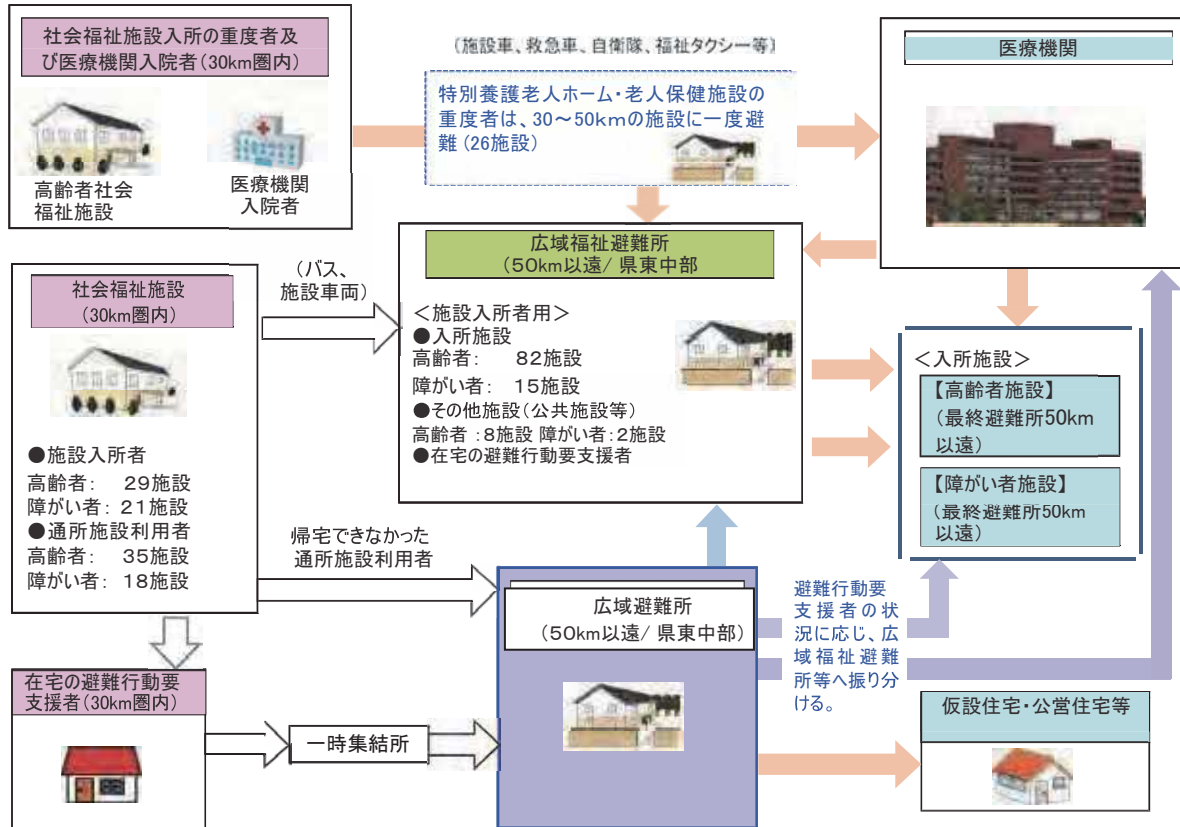 社会福祉施設入所の重度者及
び医療機関入院者(30km圏内)
高齢者社会
福祉施設
医療機関
入院者
(施設車、救急車、自衛隊、福祉タクシー等)
特別養護老人ホーム・老人保健施設の
重度者は、30～50kmの施設に一度避
難(26施設)
医療機関
社会福祉施設
(30km圏内)
●施設入所者
高齢者: 29施設
障がい者: 21施設
●通所施設利用者
高齢者: 35施設
障がい者: 18施設
(バス、
施設車両)
広域福祉避難所
(50km以遠/県東中部
<施設入所者用>
●入所施設
高齢者: 82施設
障がい者: 15施設
●その他施設(公共施設等)
高齢者:8施設 障がい者:2施設
●在宅の避難行動要支援者
<入所施設>
【高齢者施設】
(最終避難所50km
以遠)
【障がい者施設】
(最終避難所50km
以遠)
帰宅できなかった
通所施設利用者
広域避難所
(50km以遠/県東中部)
避難行動要
支援者の状
況に応じ、広
域福祉避難
所等へ振り分
ける。
在宅の避難行動要
支援者(30km圏内)
一時集結所
仮設住宅・公営住宅等